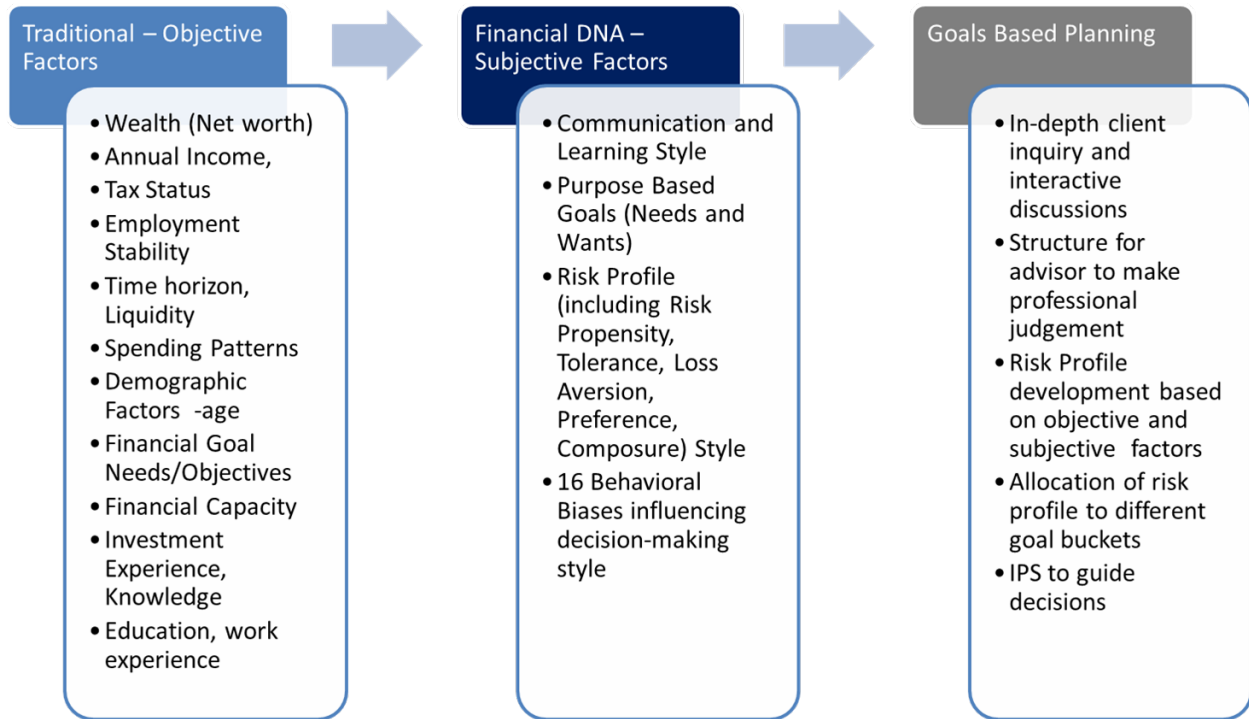 Traditional – Objective
Factors
• Wealth (Net worth)
• Annual Income,
• Tax Status
• Employment
Stability
• Time horizon,
Liquidity
• Spending Patterns
• Demographic
Factors -age
• Financial Goal
Needs/Objectives
• Financial Capacity
• Investment
Experience,
Knowledge
• Education, work
experience
Financial DNA –
Subjective Factors
• Communication and
Learning Style
• Purpose Based
Goals (Needs and
Wants)
• Risk Profile
(including Risk
Propensity,
Tolerance, Loss
Aversion,
Preference,
Composure) Style
• 16 Behavioral
Biases influencing
decision-making
style
Goals Based Planning
• In-depth client
inquiry and
interactive
discussions
• Structure for
advisor to make
professional
judgement
• Risk Profile
development based
on objective and
subjective factors
• Allocation of risk
profile to different
goal buckets
• IPS to guide
decisions